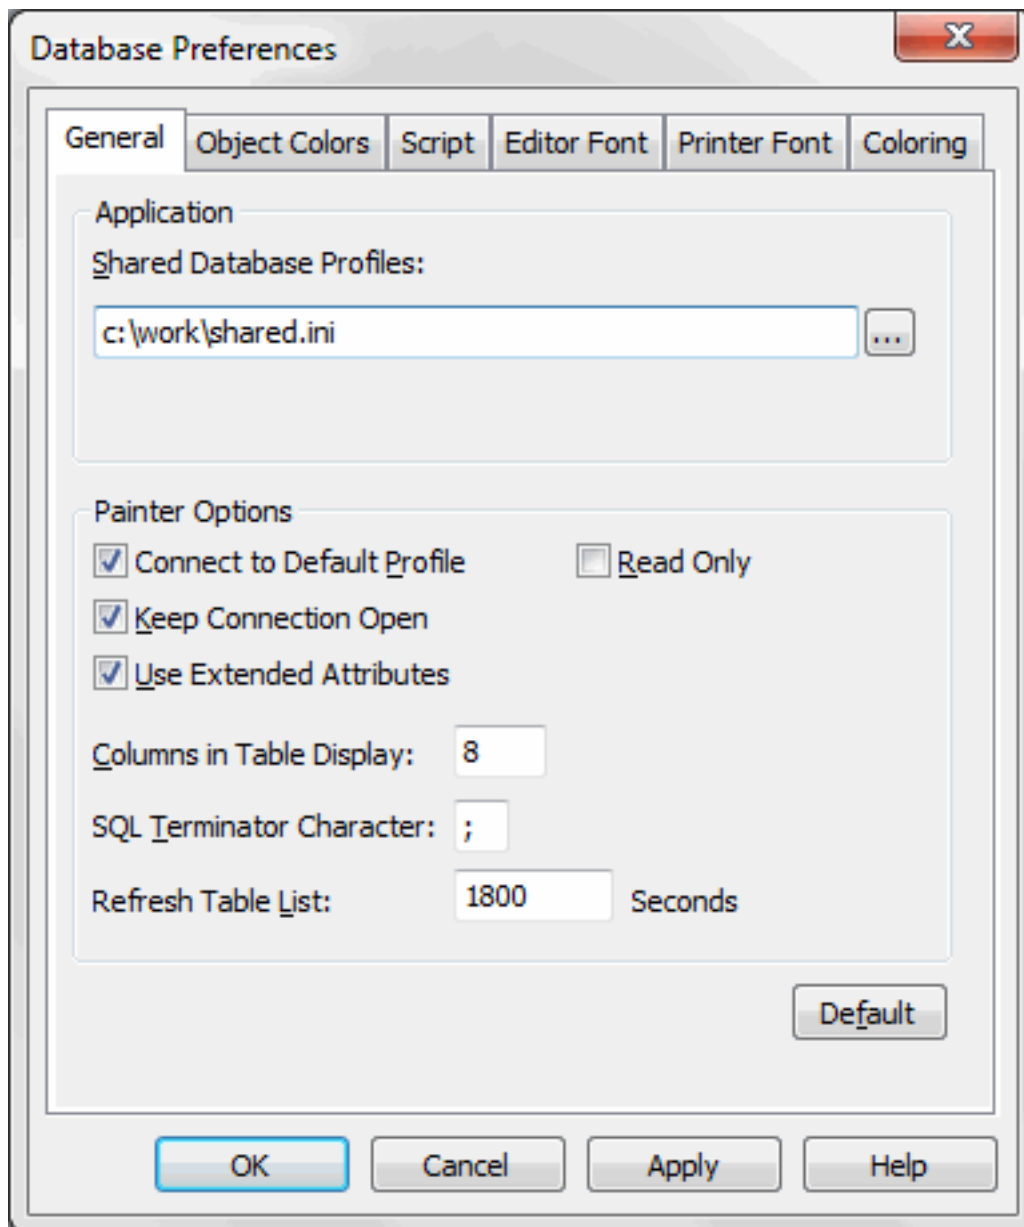 Database Preferences
General Object Colors Script Editor Font Printer Font Coloring
Application
Shared Database Profiles:
c:\work\shared.ini ...
Painter Options
Connect to Default Profile Read Only
Keep Connection Open
Use Extended Attributes
Columns in Table Display: 8
SQL Terminator Character: ;
Refresh Table List: 1800 Seconds
Default
OK Cancel Apply Help